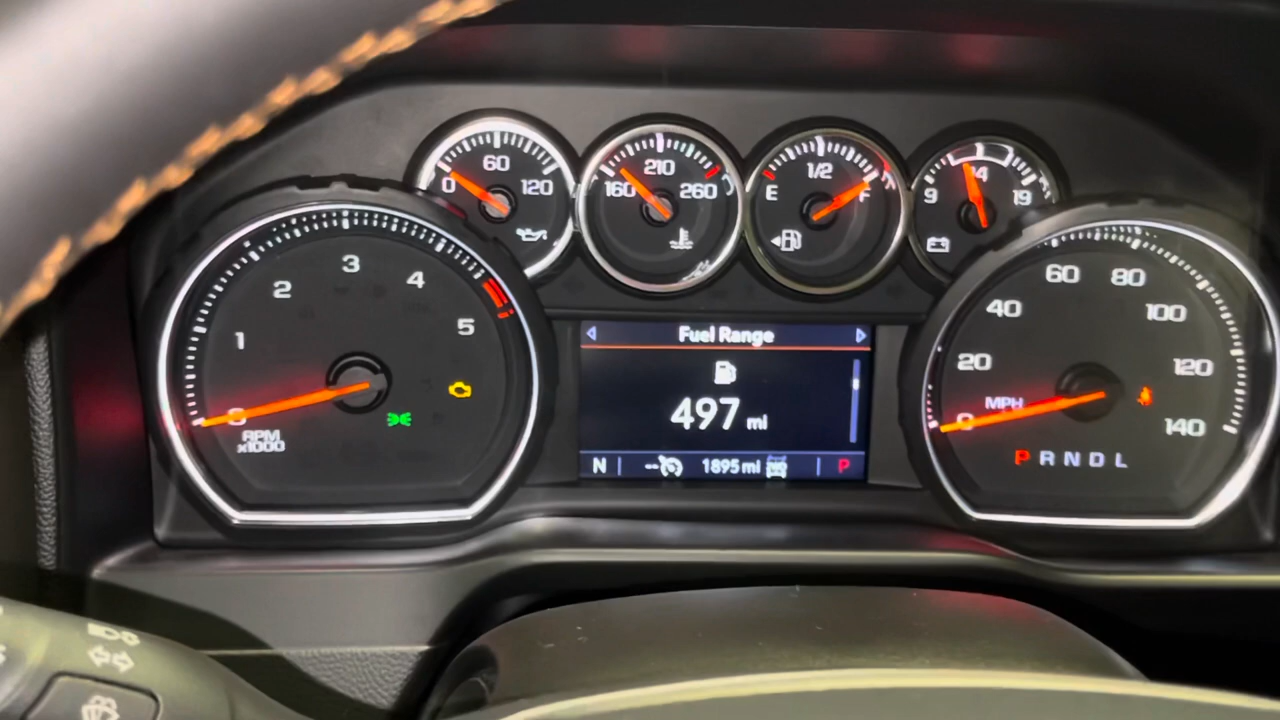 0 60 120
160 210 260
E 1/2 F
9 14 19
0 1 2 3 4 5
RPM
x1000
Fuel Range
497 mi
N -- 1895 mi P
0 20 40 60 80 100 120 140
MPH
P R N D L